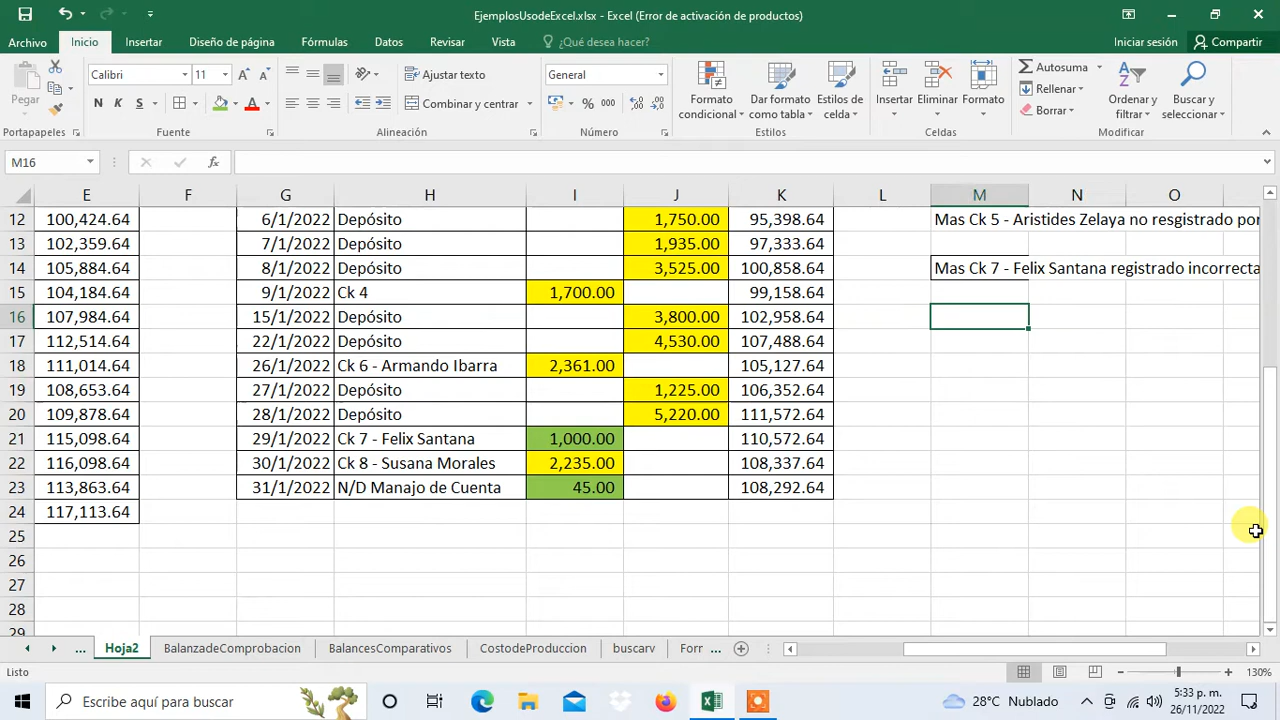 EjemplosUsodeExcel.xlsx - Excel (Error de activación de productos)
Archivo Inicio Insertar Diseño de página Fórmulas Datos Revisar Vista ¿Qué desea hacer? Iniciar sesión Compartir
Pegar
Portapapeles
Calibri 11
N K S
Fuente
Ajustar texto
Combinar y centrar
Alineación
General
% 000
Número
Formato condicional
Dar formato como tabla
Estilos de celda
Estilos
Insertar Eliminar Formato
Celdas
Autosuma
Rellenar
Borrar
Ordenar y filtrar
Buscar y seleccionar
Modificar
M16 fx
E F G H I J K L M N O
12 100,424.64 6/1/2022 Depósito 1,750.00 95,398.64 Mas Ck 5 - Aristides Zelaya no resgistrado por
13 102,359.64 7/1/2022 Depósito 1,935.00 97,333.64
14 105,884.64 8/1/2022 Depósito 3,525.00 100,858.64 Mas Ck 7 - Felix Santana registrado incorrecta
15 104,184.64 9/1/2022 Ck 4 1,700.00 99,158.64
16 107,984.64 15/1/2022 Depósito 3,800.00 102,958.64
17 112,514.64 22/1/2022 Depósito 4,530.00 107,488.64
18 111,014.64 26/1/2022 Ck 6 - Armando Ibarra 2,361.00 105,127.64
19 108,653.64 27/1/2022 Depósito 1,225.00 106,352.64
20 109,878.64 28/1/2022 Depósito 5,220.00 111,572.64
21 115,098.64 29/1/2022 Ck 7 - Felix Santana 1,000.00 110,572.64
22 116,098.64 30/1/2022 Ck 8 - Susana Morales 2,235.00 108,337.64
23 113,863.64 31/1/2022 N/D Manajo de Cuenta 45.00 108,292.64
24 117,113.64
25
26
27
28
29
... Hoja2 BalanzadeComprobacion BalancesComparativos CostodeProduccion buscarv Forr ...
Listo 130%
Escribe aquí para buscar 28°C Nublado 5:33 p. m.
26/11/2022